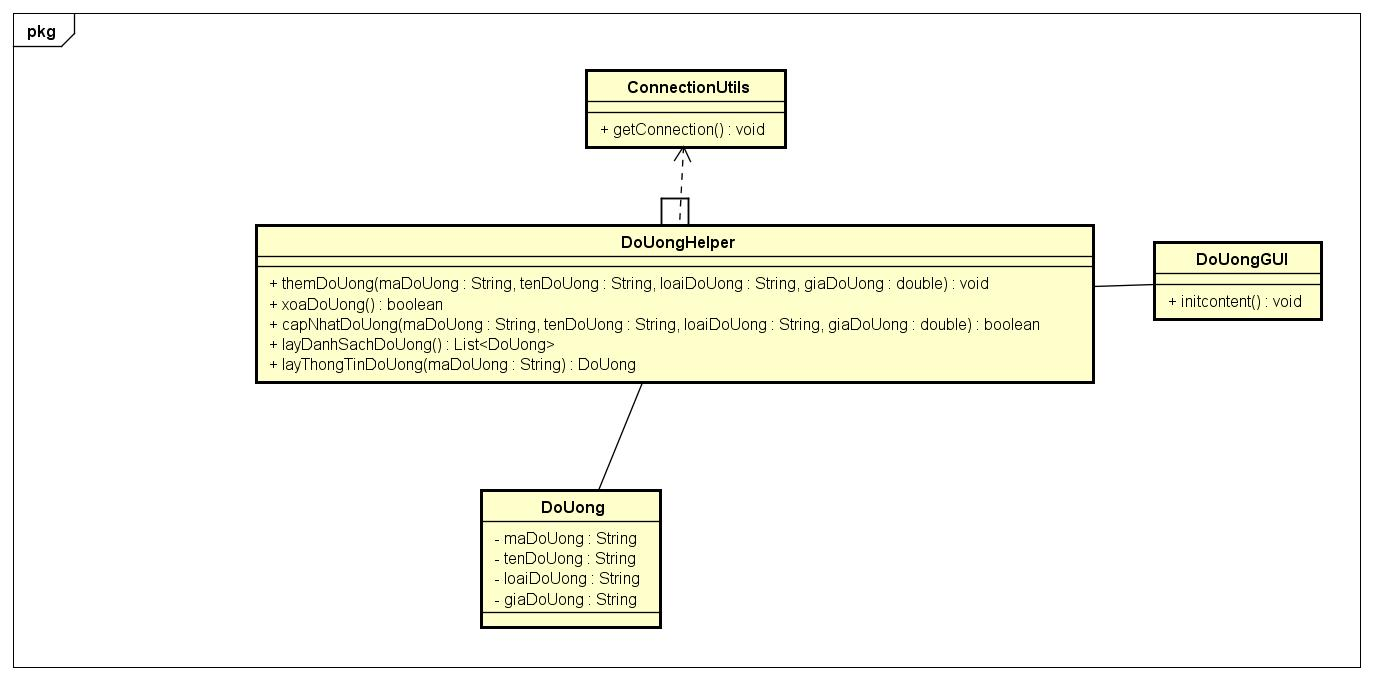 pkg
ConnectionUtils
+ getConnection() : void
DoUongHelper
+ themDoUong(maDoUong : String, tenDoUong : String, loaiDoUong : String, giaDoUong : double) : void
+ xoaDoUong() : boolean
+ capNhatDoUong(maDoUong : String, tenDoUong : String, loaiDoUong : String, giaDoUong : double) : boolean
+ layDanhSachDoUong() : List<DoUong>
+ layThongTinDoUong(maDoUong : String) : DoUong
DoUongGUI
+ initcontent() : void
DoUong
- maDoUong : String
- tenDoUong : String
- loaiDoUong : String
- giaDoUong : String